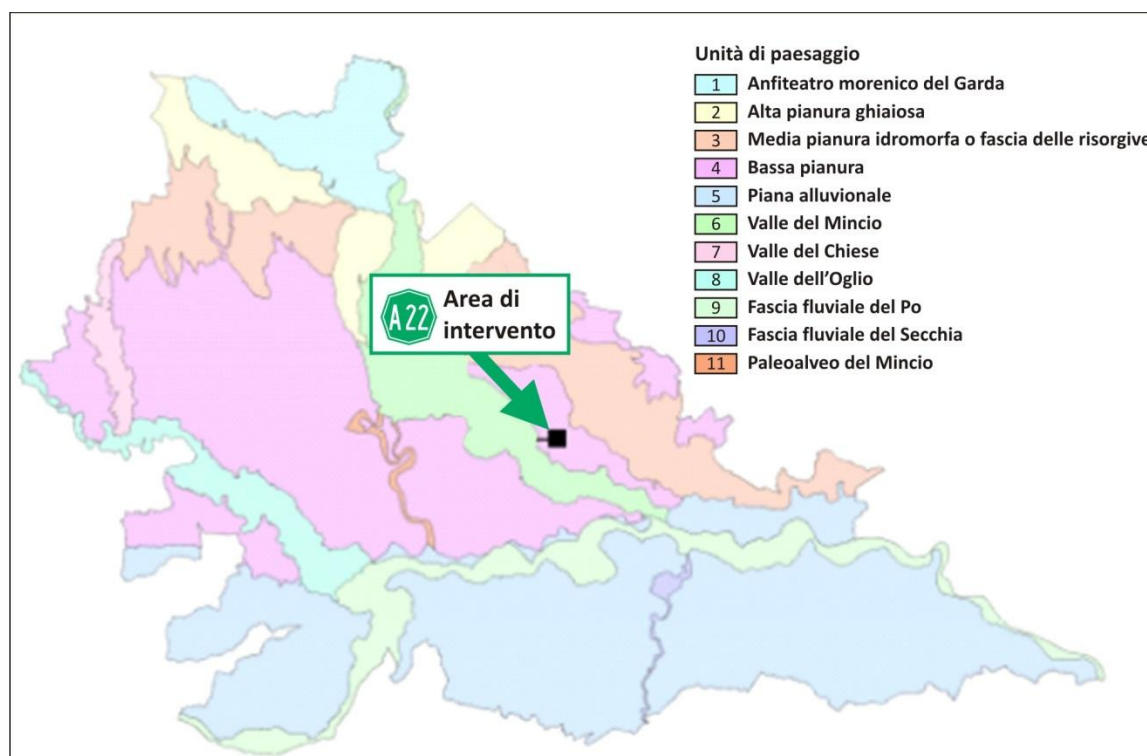 Unità di paesaggio
1 Anfiteatro morenico del Garda
2 Alta pianura ghiaiosa
3 Media pianura idromorfa o fascia delle risorgive
4 Bassa pianura
5 Piana alluvionale
6 Valle del Mincio
7 Valle del Chiese
8 Valle dell'Oglio
9 Fascia fluviale del Po
10 Fascia fluviale del Secchia
11 Paleoalveo del Mincio
A22
Area di
intervento